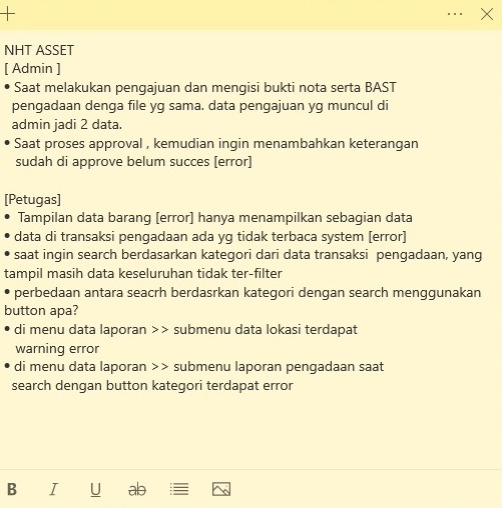 NHT ASSET
[ Admin ]
• Saat melakukan pengajuan dan mengisi bukti nota serta BAST
pengadaan denga file yg sama. data pengajuan yg muncul di
admin jadi 2 data.
• Saat proses approval , kemudian ingin menambahkan keterangan
sudah di approve belum succes [error]
[Petugas]
• Tampilan data barang [error] hanya menampilkan sebagian data
• data di transaksi pengadaan ada yg tidak terbaca system [error]
• saat ingin search berdasarkan kategori dari data transaksi pengadaan, yang
tampil masih data keseluruhan tidak ter-filter
• perbedaan antara seacrh berdasrkan kategori dengan search menggunakan
button apa?
• di menu data laporan >> submenu data lokasi terdapat
warning error
• di menu data laporan >> submenu laporan pengadaan saat
search dengan button kategori terdapat error
B I U ab